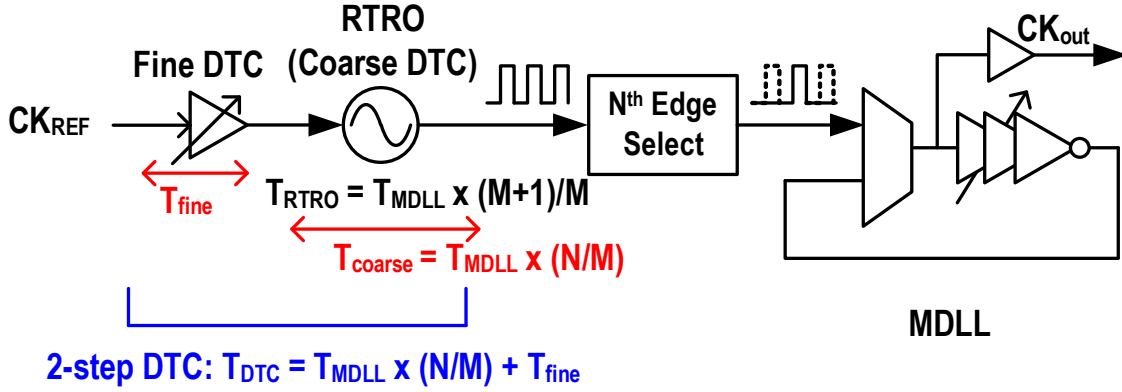 RTRO
(Coarse DTC)
Fine DTC
CKout
CKREF
Nth Edge
Select
Tfine
TRTRO = TMDLL x (M+1)/M
Tcoarse = TMDLL x (N/M)
MDLL
2-step DTC: TDTC = TMDLL x (N/M) + Tfine